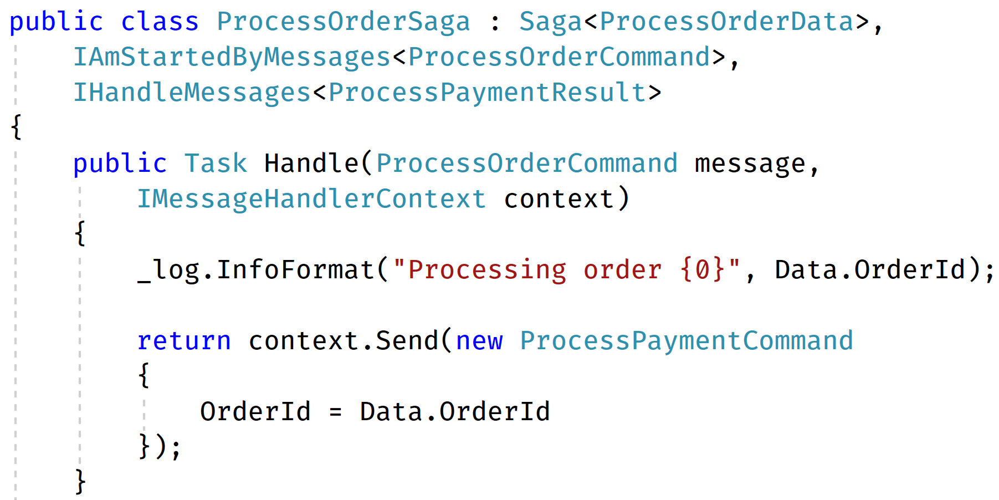 public class ProcessOrderSaga : Saga<ProcessOrderData>,
    IAmStartedByMessages<ProcessOrderCommand>,
    IHandleMessages<ProcessPaymentResult>
{
    public Task Handle(ProcessOrderCommand message,
        IMessageHandlerContext context)
    {
        _log.InfoFormat("Processing order {0}", Data.OrderId);

        return context.Send(new ProcessPaymentCommand
        {
            OrderId = Data.OrderId
        });
    }